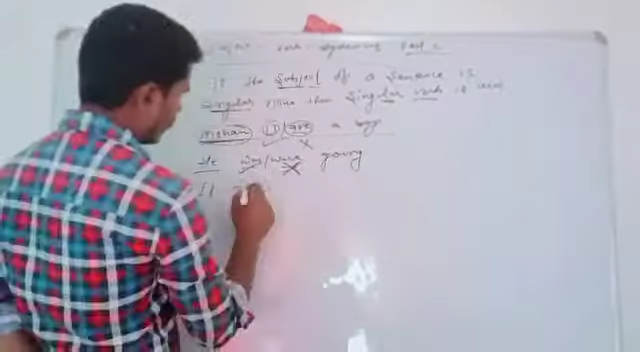 Subject verb agreement Part
If the subject of a sentence is
singular then singular verb is used
mohan is/are a boy
He was/were young
If